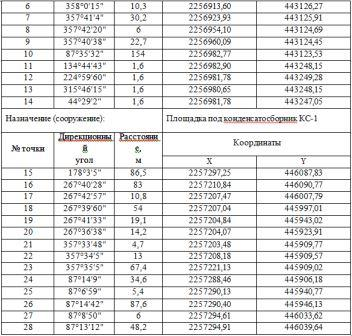 6 358°0'15" 10,3 2256913,60 443126,27
7 357°41'4" 30,2 2256923,93 443125,91
8 357°42'20" 6 2256954,10 443124,69
9 357°40'38" 22,7 2256960,09 443124,45
10 87°35'32" 154 2256982,77 443123,53
11 134°44'43" 1,6 2256982,90 443248,15
12 224°59'60" 1,6 2256981,78 443249,28
13 315°46'15" 1,6 2256980,65 443248,15
14 44°29'2" 1,6 2256981,78 443247,05
Назначение (сооружение): Площадка под конденсатосборник КС-1
№ точки Дирекционный угол Расстояние, м Координаты
X Y
15 178°3'5" 86,5 2257297,25 446087,83
16 267°40'28" 83 2257210,84 446090,77
17 267°42'57" 10,8 2257207,47 446007,79
18 267°39'60" 54 2257207,04 445997,01
19 267°41'33" 19,1 2257204,84 445943,02
20 267°36'38" 14,2 2257204,07 445923,91
21 357°33'48" 4,7 2257203,48 445909,77
22 357°34'5" 13 2257208,18 445909,57
23 357°35'5" 67,4 2257221,13 445909,02
24 87°14'9" 34,6 2257288,46 445906,18
25 87°6'59" 5,4 2257290,13 445940,77
26 87°14'42" 87,6 2257290,40 445946,13
27 87°8'50" 6 2257294,61 446033,62
28 87°13'12" 48,2 2257294,91 446039,64